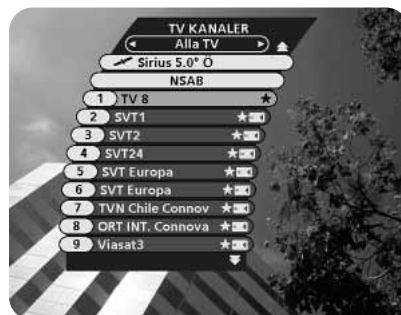 TV KANALER
Alla TV
Sirius 5.0° Ö
NSAB
1 TV 8
2 SVT1
3 SVT2
4 SVT24
5 SVT Europa
6 SVT Europa
7 TVN Chile Connov
8 ORT INT. Connova
9 Viasat3